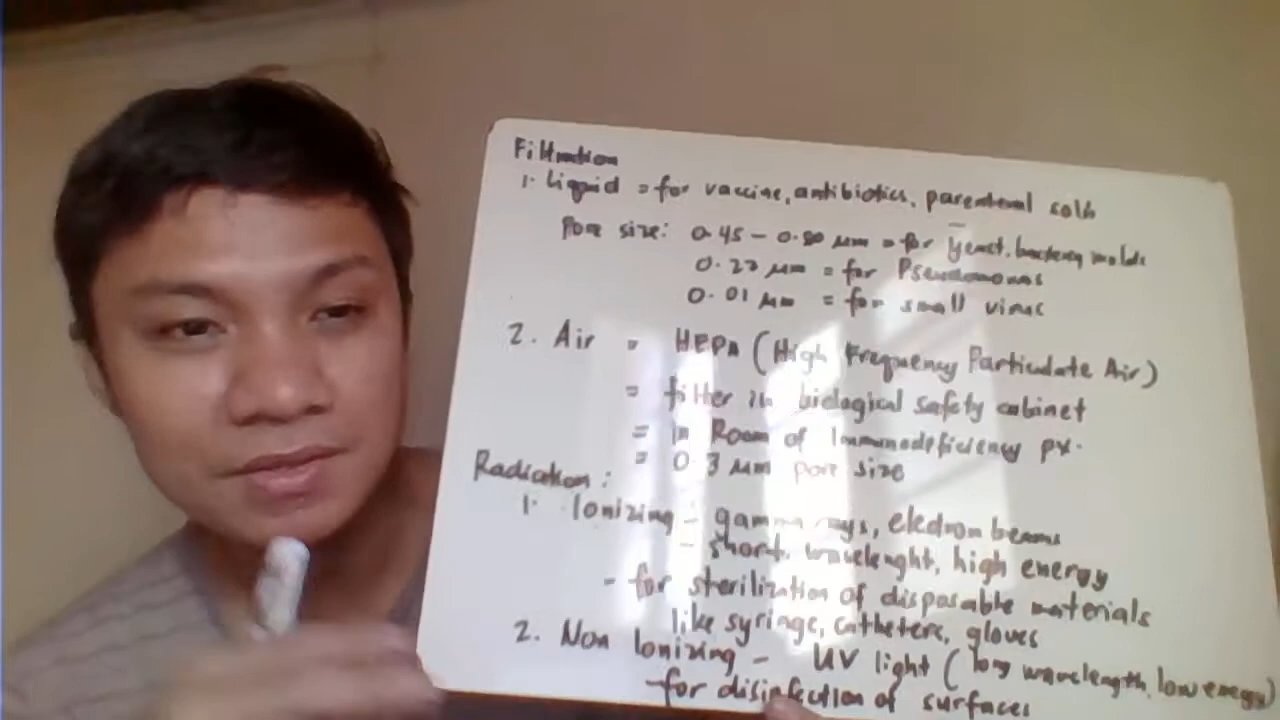 Filtration
1. Liquid = for vaccine, antibiotics, parenteral soln
Pore size: 0.45 - 0.80 μm = for yeast, bacteria, molds
0.22 μm = for Pseudomonas
0.01 μm = for small virus
2. Air = HEPA (High Frequency Particulate Air)
= filter in biological safety cabinet
= in Room of Immunodeficiency px.
= 0.3 μm pore size
Radiation:
1. Ionizing - gamma rays, electron beams
- short wavelenght, high energy
- for sterilization of disposable materials
like syringe, catheters, gloves
2. Non Ionizing - UV light (long wavelength, low energy)
- for disinfection of surfaces